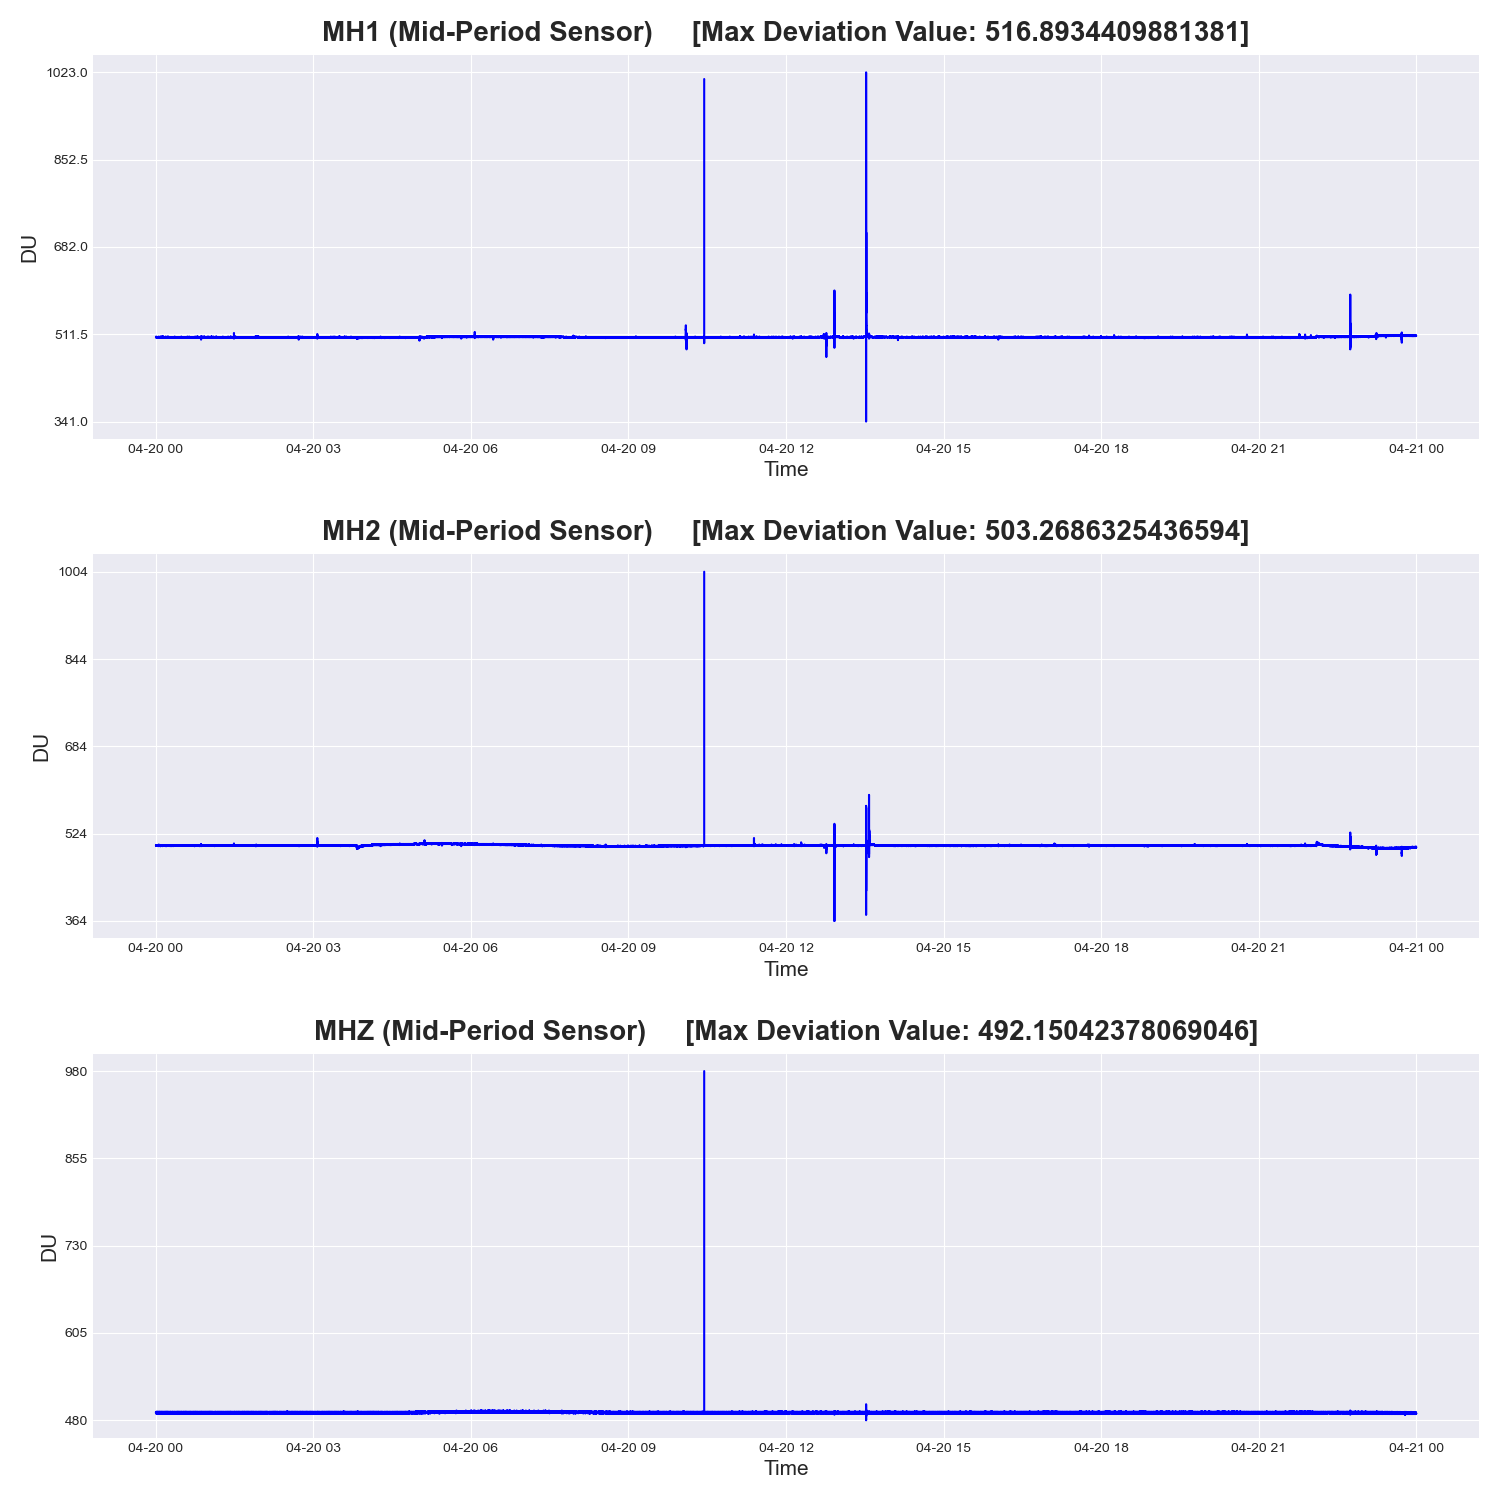 MH1 (Mid-Period Sensor) [Max Deviation Value: 516.8934409881381]
1023.0
852.5
682.0
511.5
341.0
DU
04-20 00 04-20 03 04-20 06 04-20 09 04-20 12 04-20 15 04-20 18 04-20 21 04-21 00
Time
MH2 (Mid-Period Sensor) [Max Deviation Value: 503.2686325436594]
1004
844
684
524
364
DU
04-20 00 04-20 03 04-20 06 04-20 09 04-20 12 04-20 15 04-20 18 04-20 21 04-21 00
Time
MHZ (Mid-Period Sensor) [Max Deviation Value: 492.15042378069046]
980
855
730
605
480
DU
04-20 00 04-20 03 04-20 06 04-20 09 04-20 12 04-20 15 04-20 18 04-20 21 04-21 00
Time